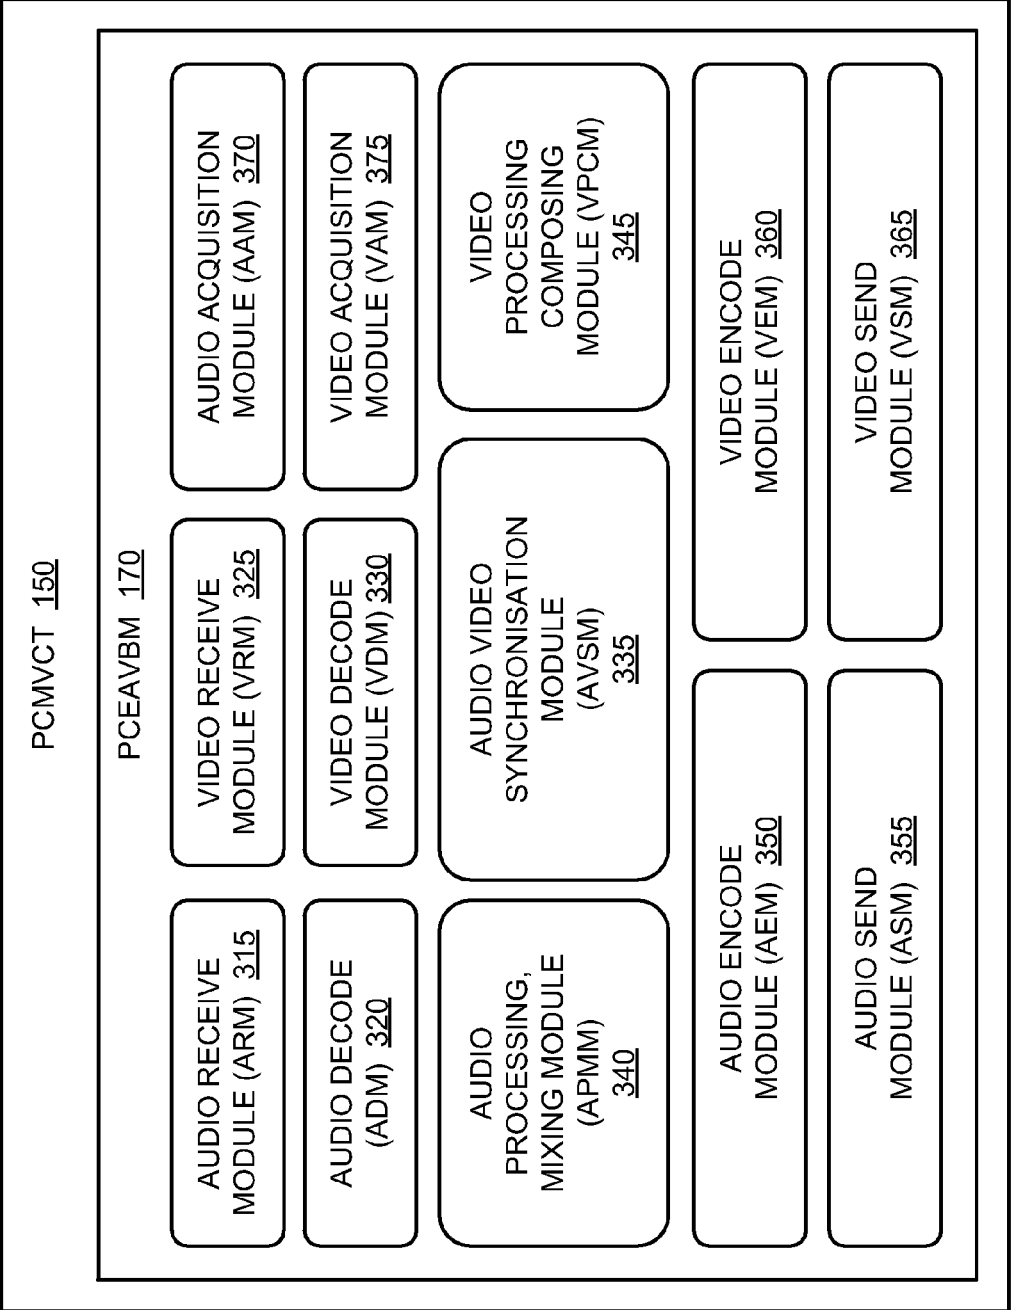 PCMVCT 150
PCEAVBM 170
AUDIO RECEIVE
MODULE (ARM) 315
VIDEO RECEIVE
MODULE (VRM) 325
AUDIO ACQUISITION
MODULE (AAM) 370
AUDIO DECODE
(ADM) 320
VIDEO DECODE
MODULE (VDM) 330
VIDEO ACQUISITION
MODULE (VAM) 375
AUDIO
PROCESSING,
MIXING MODULE
(APMM)
340
AUDIO VIDEO
SYNCHRONISATION
MODULE
(AVSM)
335
VIDEO
PROCESSING
COMPOSING
MODULE (VPCM)
345
AUDIO ENCODE
MODULE (AEM) 350
VIDEO ENCODE
MODULE (VEM) 360
AUDIO SEND
MODULE (ASM) 355
VIDEO SEND
MODULE (VSM) 365